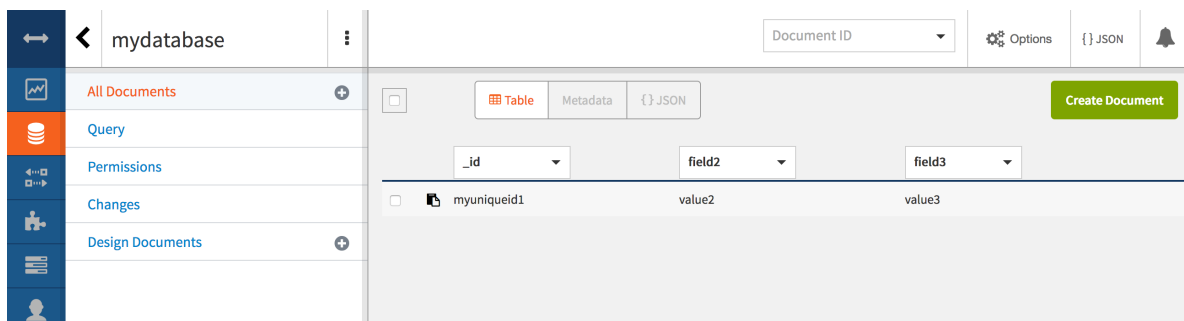 mydatabase
Document ID
Options
{ } JSON
All Documents
Query
Permissions
Changes
Design Documents
Table
Metadata
{ } JSON
Create Document
_id
field2
field3
myuniqueid1
value2
value3